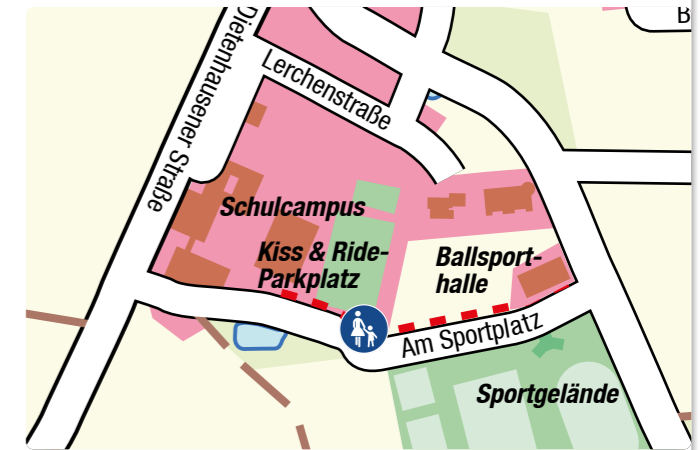 B
Dietenhausener Straße
Lerchenstraße
Schulcampus
Kiss & Ride-
Parkplatz
Ballsport-
halle
Am Sportplatz
Sportgelände